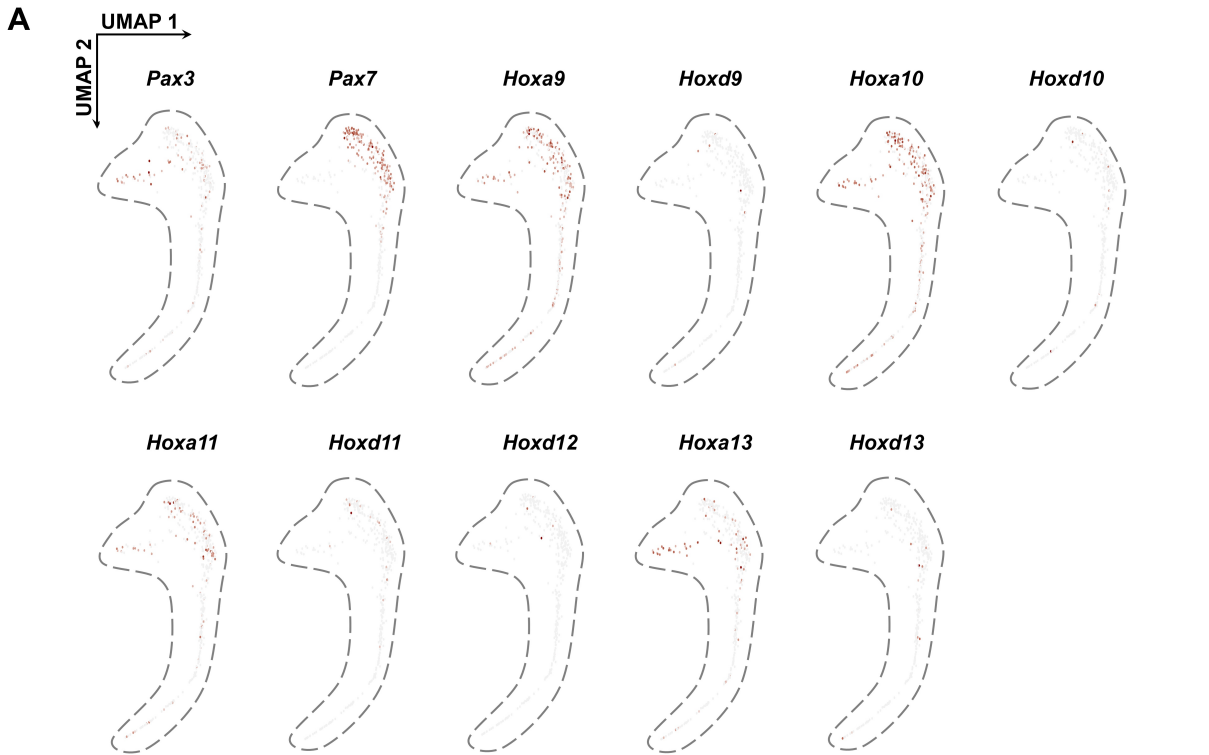 A
UMAP 1
UMAP 2
Pax3 Pax7 Hoxa9 Hoxd9 Hoxa10 Hoxd10
Hoxa11 Hoxd11 Hoxd12 Hoxa13 Hoxd13